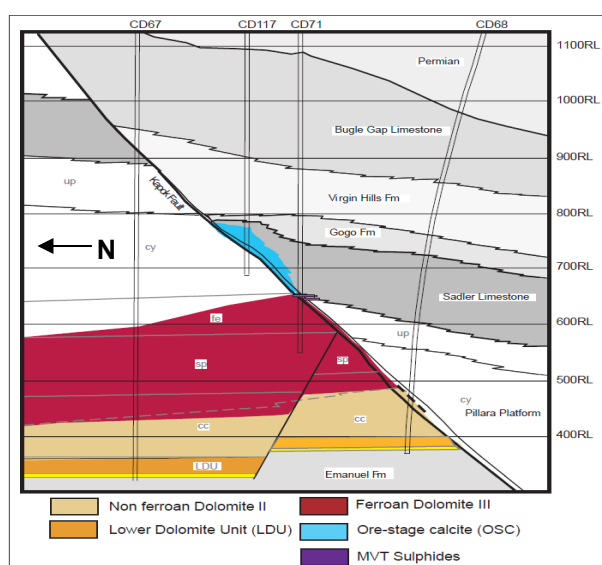 CD67 CD117 CD71 CD68
1100RL
Permian
1000RL
Bugle Gap Limestone
900RL
up
Kapok Fault
Virgin Hills Fm
800RL
Gogo Fm
N
cy
700RL
Sadler Limestone
600RL
fe
up
sp
sp
500RL
cy
Pillara Platform
cc
cc
400RL
LDU
Emanuel Fm
Non ferroan Dolomite II
Ferroan Dolomite III
Lower Dolomite Unit (LDU)
Ore-stage calcite (OSC)
MVT Sulphides